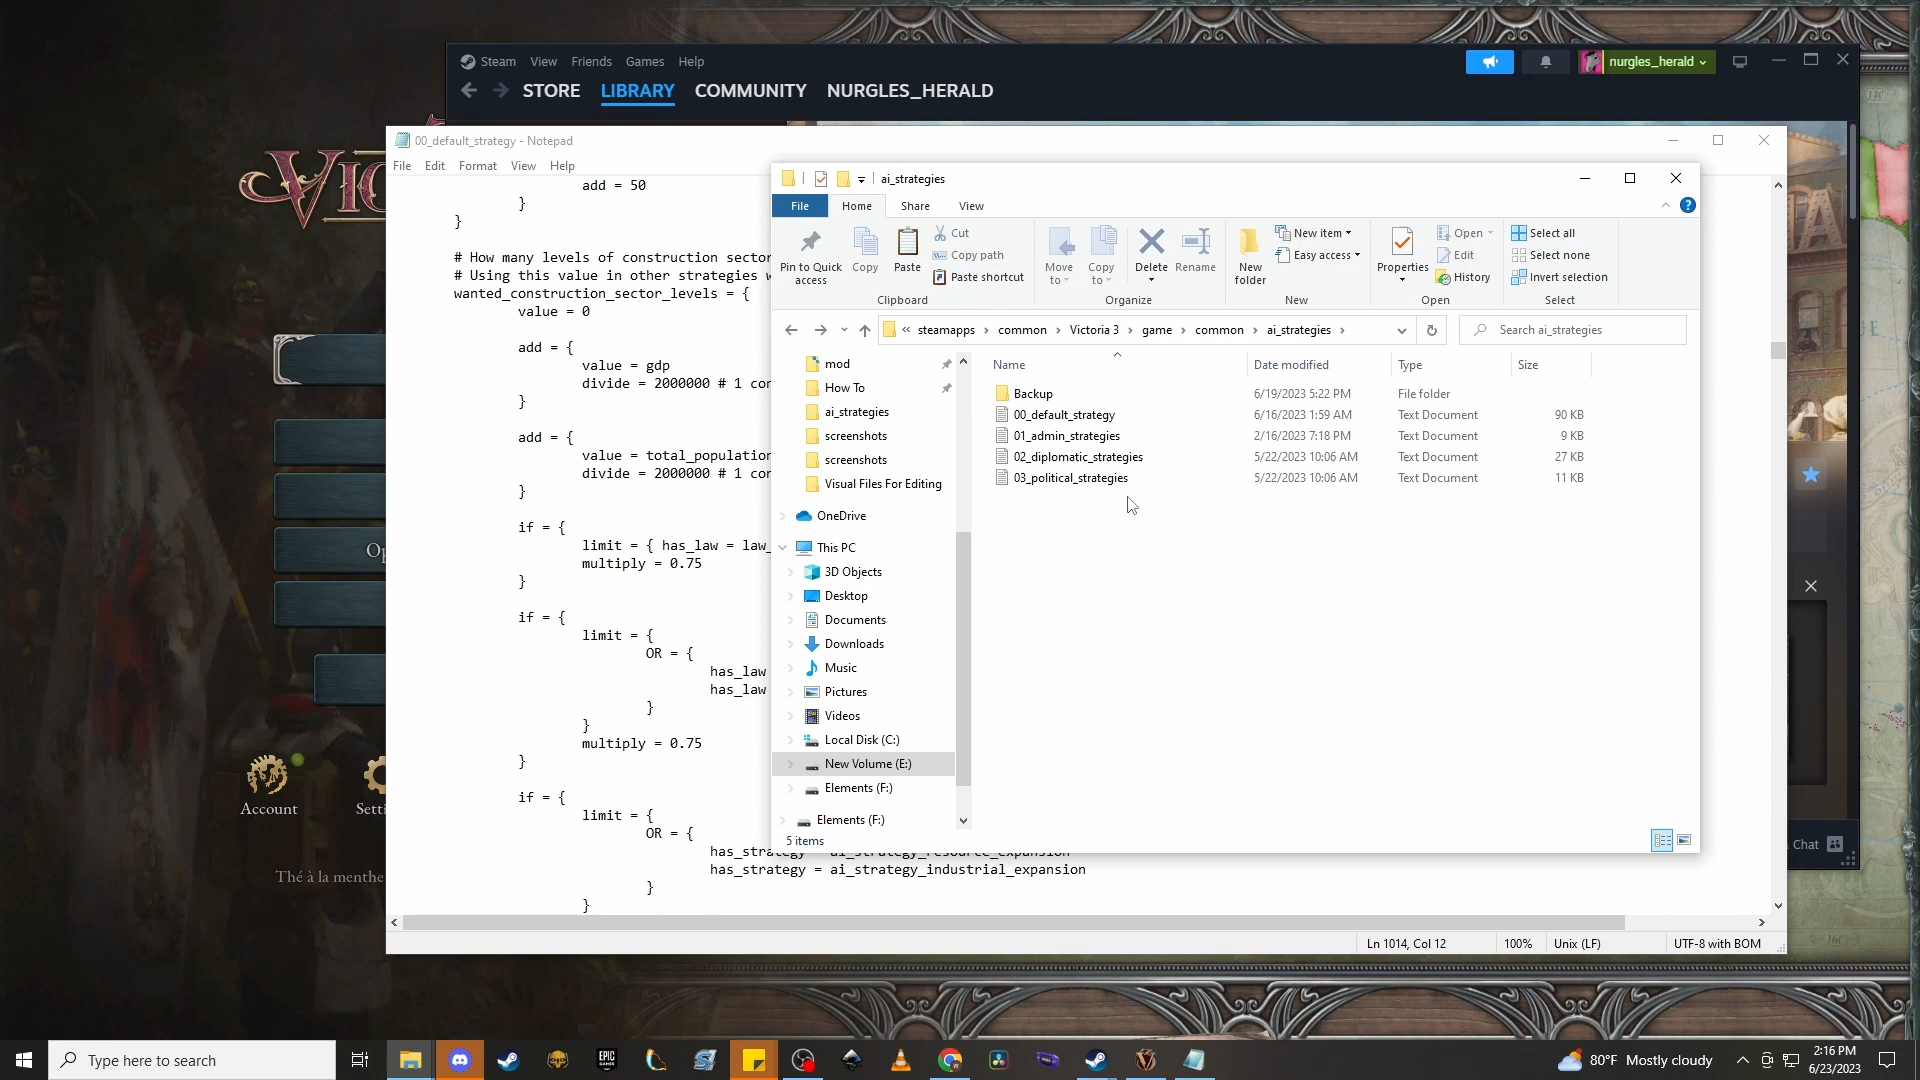 Steam View Friends Games Help
nurgles_herald
STORE LIBRARY COMMUNITY NURGLES_HERALD
00_default_strategy - Notepad
File Edit Format View Help
add = 50
}
}
# How many levels of construction sector
# Using this value in other strategies w
wanted_construction_sector_levels = {
value = 0
add = {
value = gdp
divide = 2000000 # 1 con
}
add = {
value = total_population
divide = 2000000 # 1 con
}
if = {
limit = { has_law = law_
multiply = 0.75
}
if = {
limit = {
OR = {
has_law
has_law
}
}
multiply = 0.75
}
if = {
limit = {
OR = {
has_strategy = ai_strategy_resource_expansion
has_strategy = ai_strategy_industrial_expansion
}
}
Ln 1014, Col 12 100% Unix (LF) UTF-8 with BOM
ai_strategies
File Home Share View
Pin to Quick access
Copy
Paste
Cut
Copy path
Paste shortcut
Clipboard
Move to
Copy to
Delete
Rename
Organize
New folder
New item
Easy access
New
Properties
Open
Edit
History
Open
Select all
Select none
Invert selection
Select
« steamapps › common › Victoria 3 › game › common › ai_strategies ›
Search ai_strategies
mod
How To
ai_strategies
screenshots
screenshots
Visual Files For Editing
OneDrive
This PC
3D Objects
Desktop
Documents
Downloads
Music
Pictures
Videos
Local Disk (C:)
New Volume (E:)
Elements (F:)
Elements (F:)
Name Date modified Type Size
Backup 6/19/2023 5:22 PM File folder
00_default_strategy 6/16/2023 1:59 AM Text Document 90 KB
01_admin_strategies 2/16/2023 7:18 PM Text Document 9 KB
02_diplomatic_strategies 5/22/2023 10:06 AM Text Document 27 KB
03_political_strategies 5/22/2023 10:06 AM Text Document 11 KB
5 items
VIC
Op
Account
Setti
Thé à la menthe
Chat
Type here to search
EPIC GAMES
80°F Mostly cloudy
2:16 PM
6/23/2023